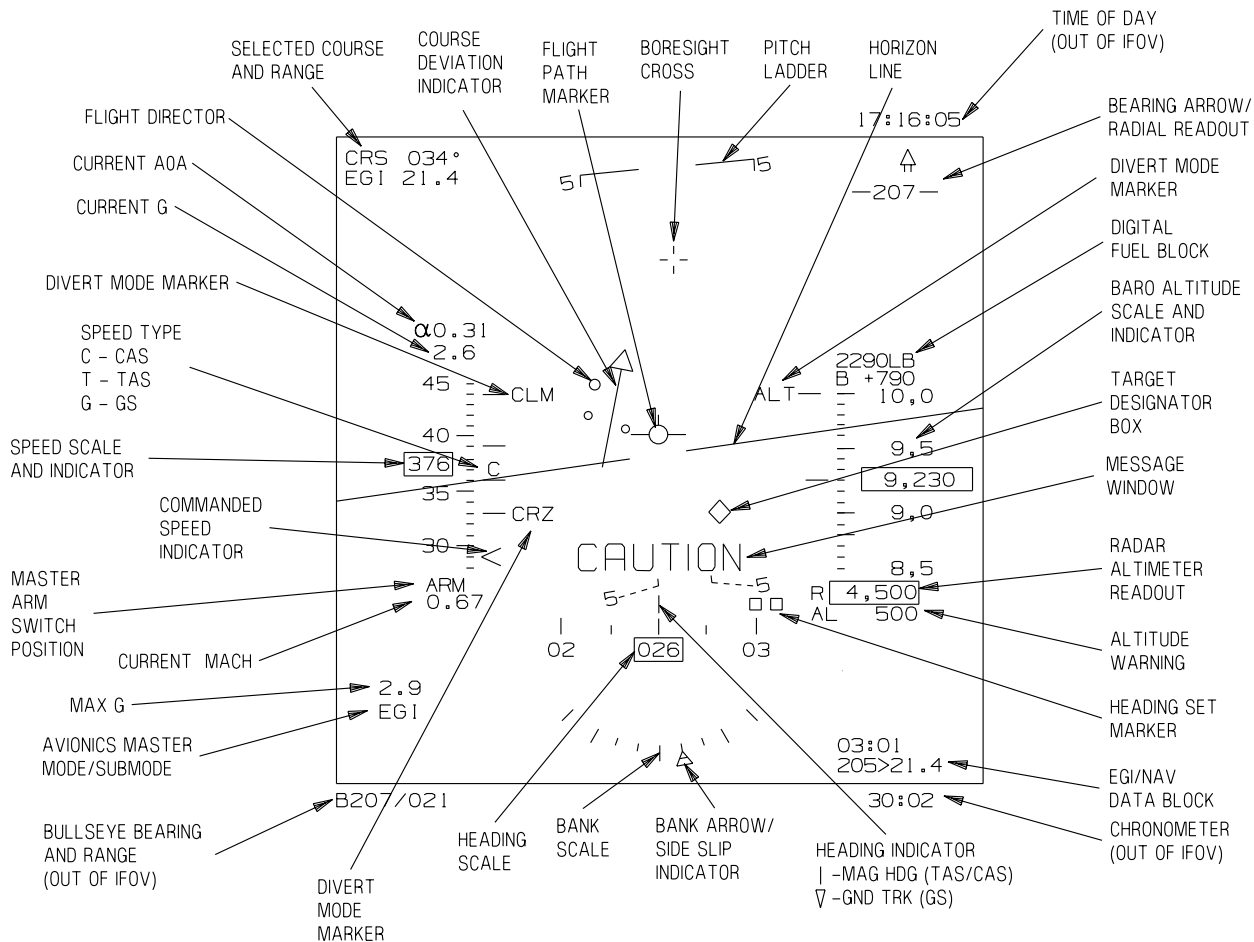 TIME OF DAY
(OUT OF IFOV)
SELECTED COURSE
AND RANGE
COURSE
DEVIATION
INDICATOR
FLIGHT
PATH
MARKER
BORESIGHT
CROSS
PITCH
LADDER
HORIZON
LINE
FLIGHT DIRECTOR
CURRENT AOA
CURRENT G
DIVERT MODE MARKER
SPEED TYPE
C – CAS
T – TAS
G – GS
SPEED SCALE
AND INDICATOR
COMMANDED
SPEED
INDICATOR
MASTER
ARM
SWITCH
POSITION
CURRENT MACH
MAX G
AVIONICS MASTER
MODE/SUBMODE
BULLSEYE BEARING
AND RANGE
(OUT OF IFOV)
17:16:05
CRS 034°
EGI 21.4
5
5
207
α0.31
2.6
45
CLM
40
376
C
35
CRZ
30
ARM
0.67
2.9
EGI
B207/021
2290LB
B +790
ALT
10,0
9,5
9,230
9,0
8,5
R 4,500
AL 500
CAUTION
5
5
02
026
03
03:01
205>21.4
30:02
BEARING ARROW/
RADIAL READOUT
DIVERT MODE
MARKER
DIGITAL
FUEL BLOCK
BARO ALTITUDE
SCALE AND
INDICATOR
TARGET
DESIGNATOR
BOX
MESSAGE
WINDOW
RADAR
ALTIMETER
READOUT
ALTITUDE
WARNING
HEADING SET
MARKER
EGI/NAV
DATA BLOCK
CHRONOMETER
(OUT OF IFOV)
DIVERT
MODE
MARKER
HEADING
SCALE
BANK
SCALE
BANK ARROW/
SIDE SLIP
INDICATOR
HEADING INDICATOR
| -MAG HDG (TAS/CAS)
▽ -GND TRK (GS)